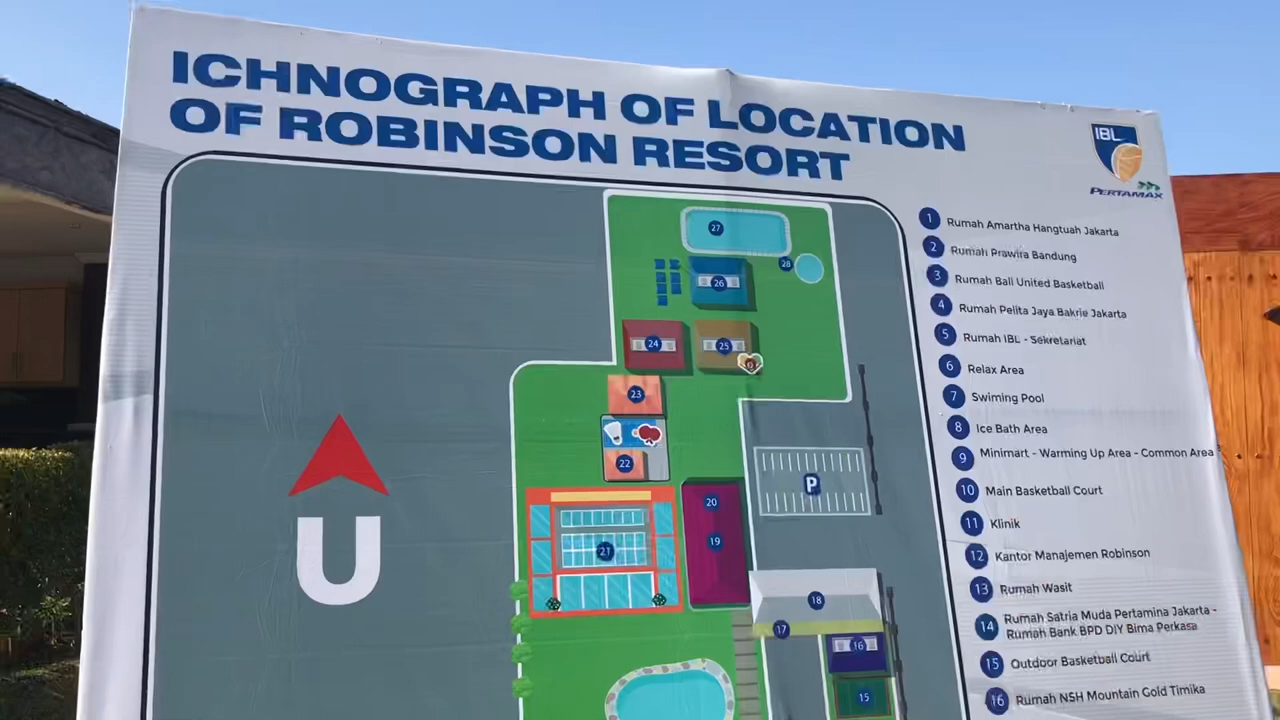 ICHNOGRAPH OF LOCATION
OF ROBINSON RESORT
IBL
PERTAMAX
1 Rumah Amartha Hangtuah Jakarta
2 Rumah Prawira Bandung
3 Rumah Bali United Basketball
4 Rumah Pelita Jaya Bakrie Jakarta
5 Rumah IBL - Sekretariat
6 Relax Area
7 Swiming Pool
8 Ice Bath Area
9 Minimart - Warming Up Area - Common Area
10 Main Basketball Court
11 Klinik
12 Kantor Manajemen Robinson
13 Rumah Wasit
14 Rumah Satria Muda Pertamina Jakarta -
Rumah Bank BPD DIY Bima Perkasa
15 Outdoor Basketball Court
16 Rumah NSH Mountain Gold Timika
27
28
26
24
25
23
22
P
20
19
21
18
17
16
15
U